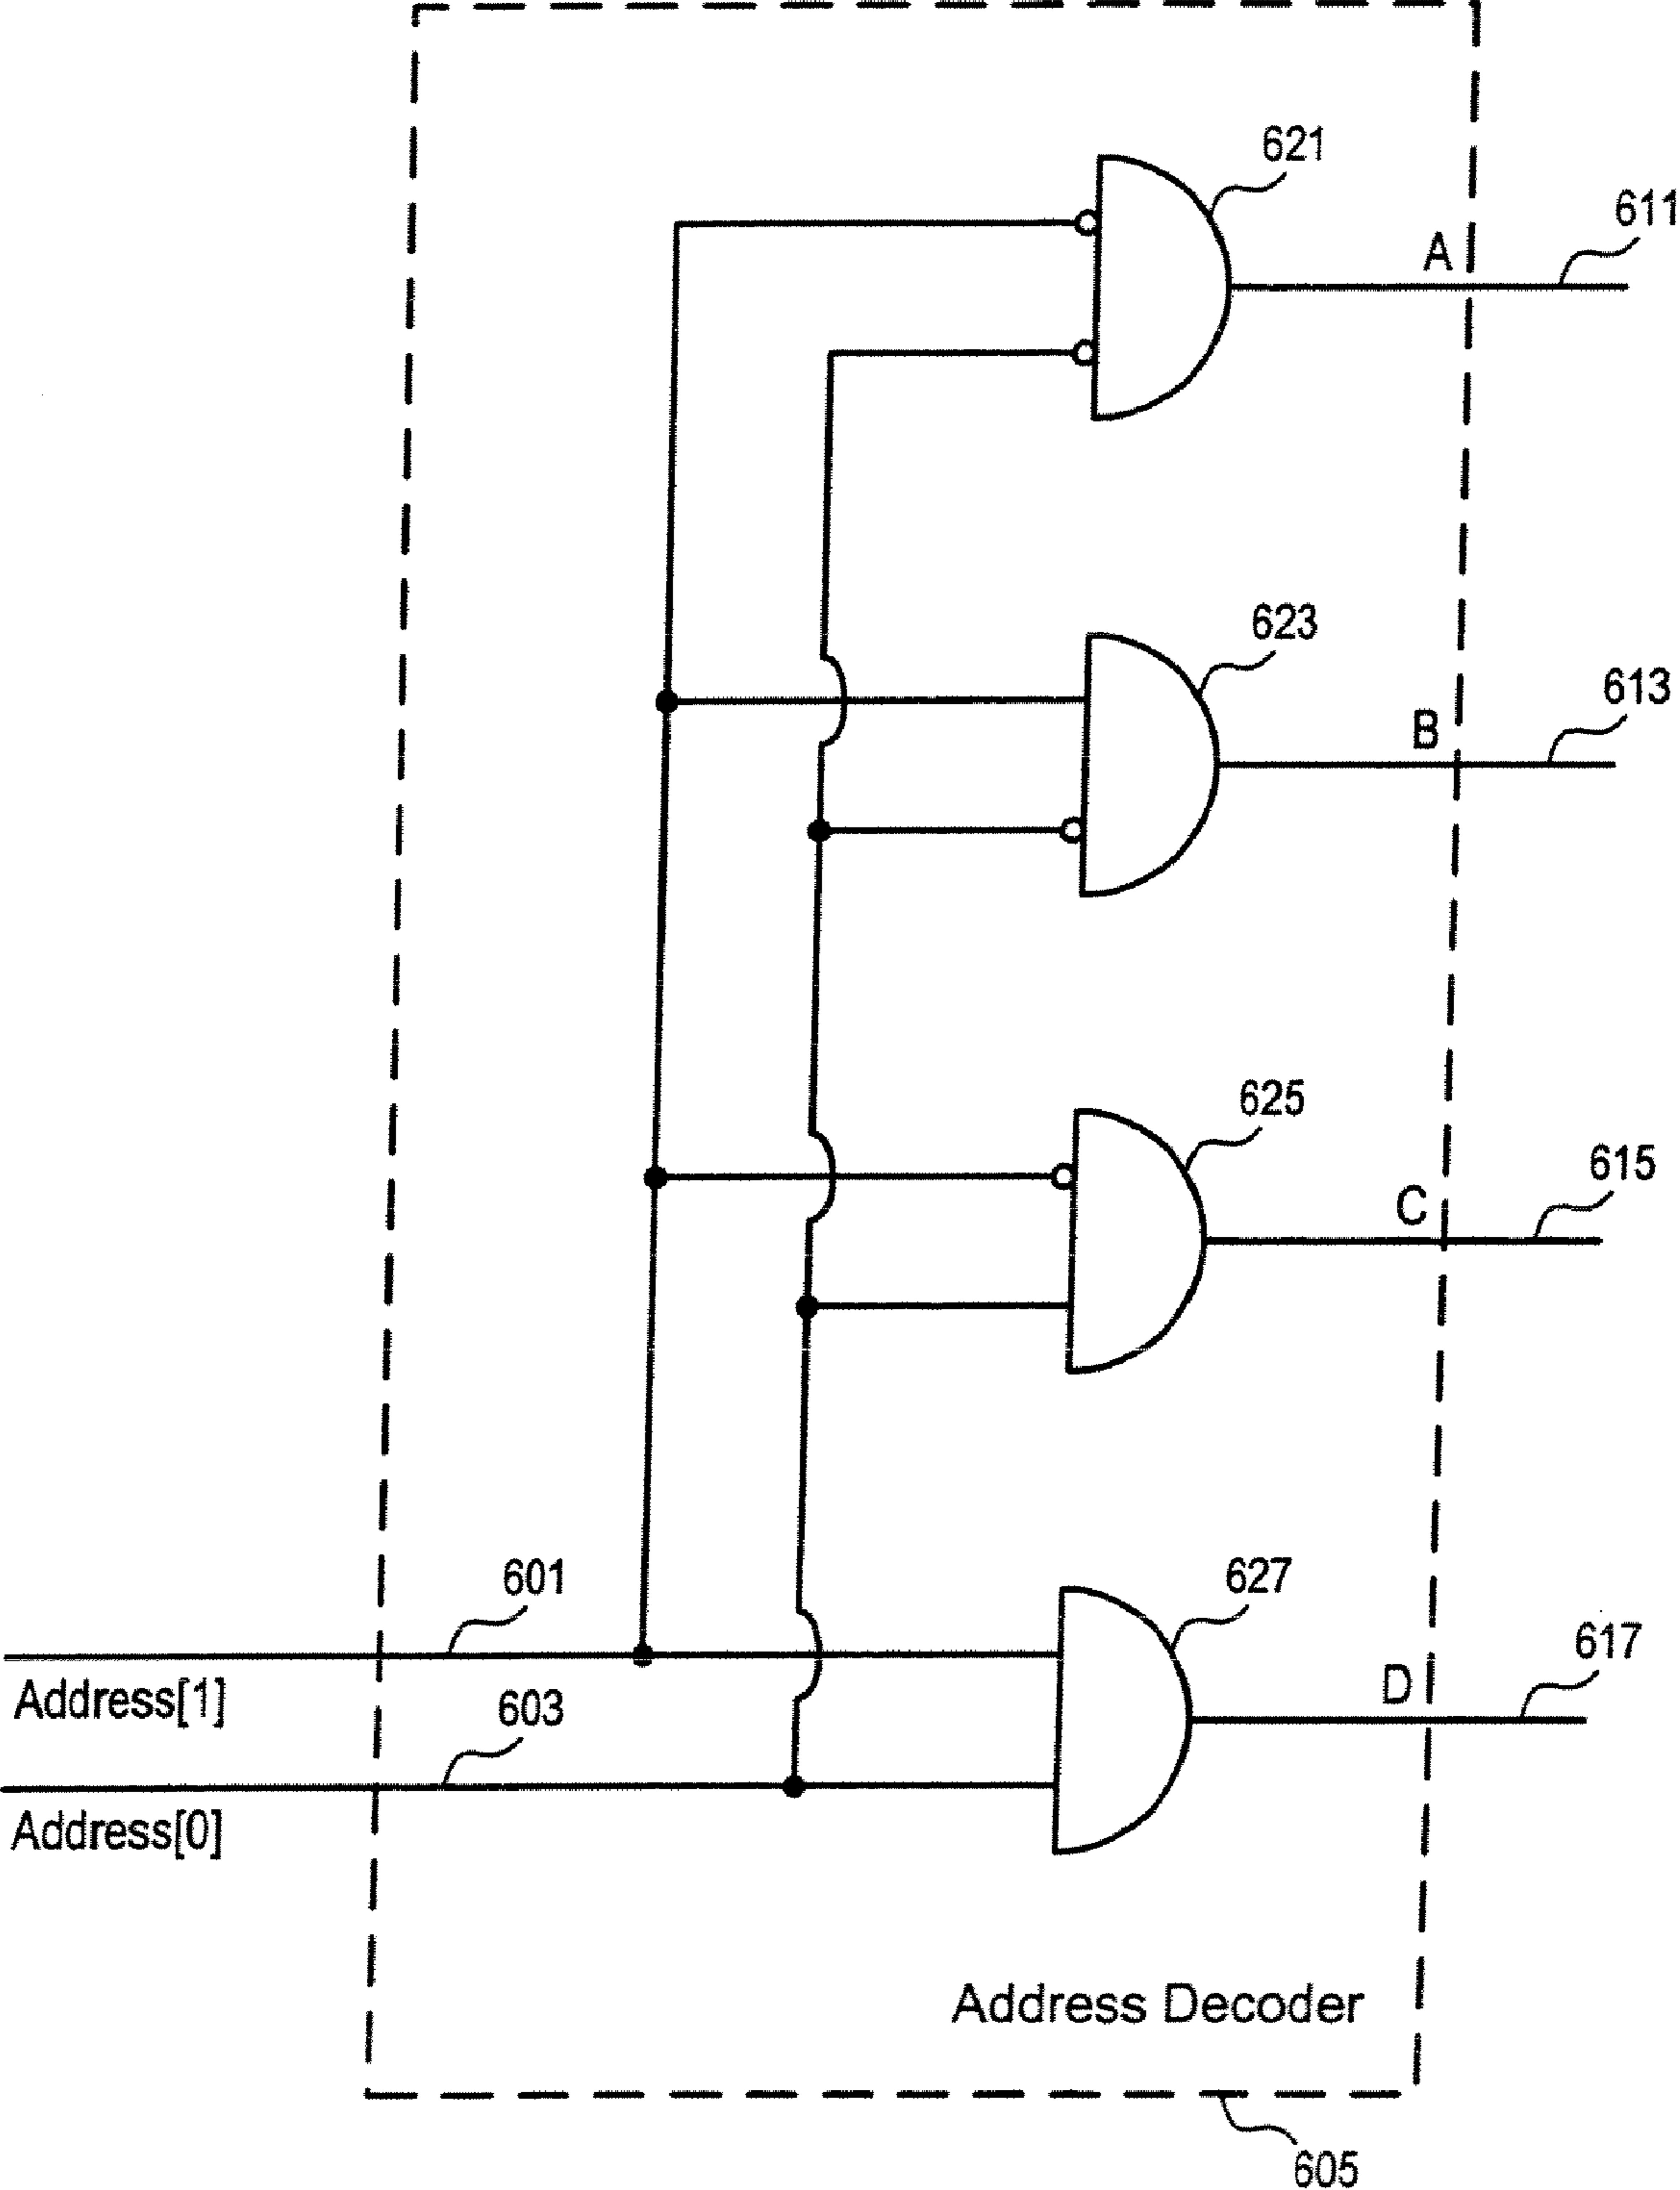 621
611
A
623
613
B
625
615
C
601
627
617
Address[1]
D
603
Address[0]
Address Decoder
605